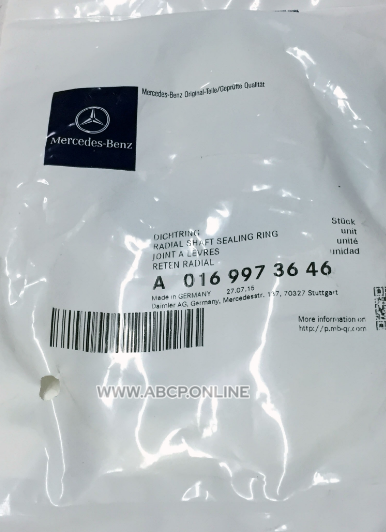 Mercedes-Benz
Mercedes-Benz Original-Teile/Geprüfte Qualität
DICHTRING
RADIAL SHAFT SEALING RING
JOINT A LEVRES
RETEN RADIAL
Stück
unit
unité
unidad
A 016 997 36 46
Made in GERMANY 27.07.15
Daimler AG, Germany, Mercedesstr. 137, 70327 Stuttgart
More information on
http://p.mb-qr.com
WWW.ABCP.ONLINE